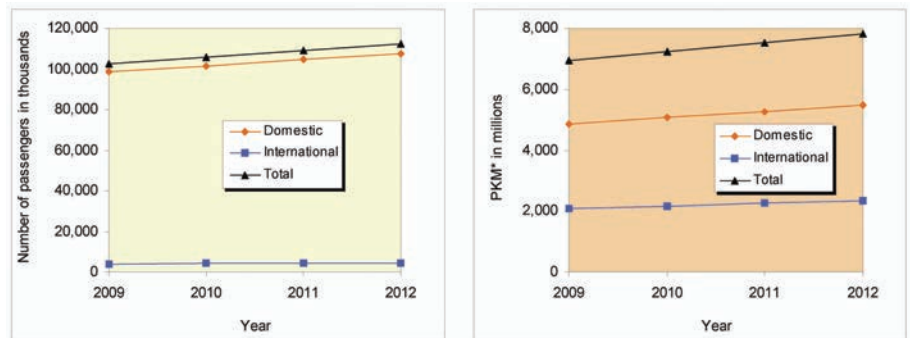 Number of passengers in thousands
120,000
100,000
80,000
60,000
40,000
20,000
0
Domestic
International
Total
2009 2010 2011 2012
Year
PKM* in millions
8,000
6,000
4,000
2,000
0
Domestic
International
Total
2009 2010 2011 2012
Year